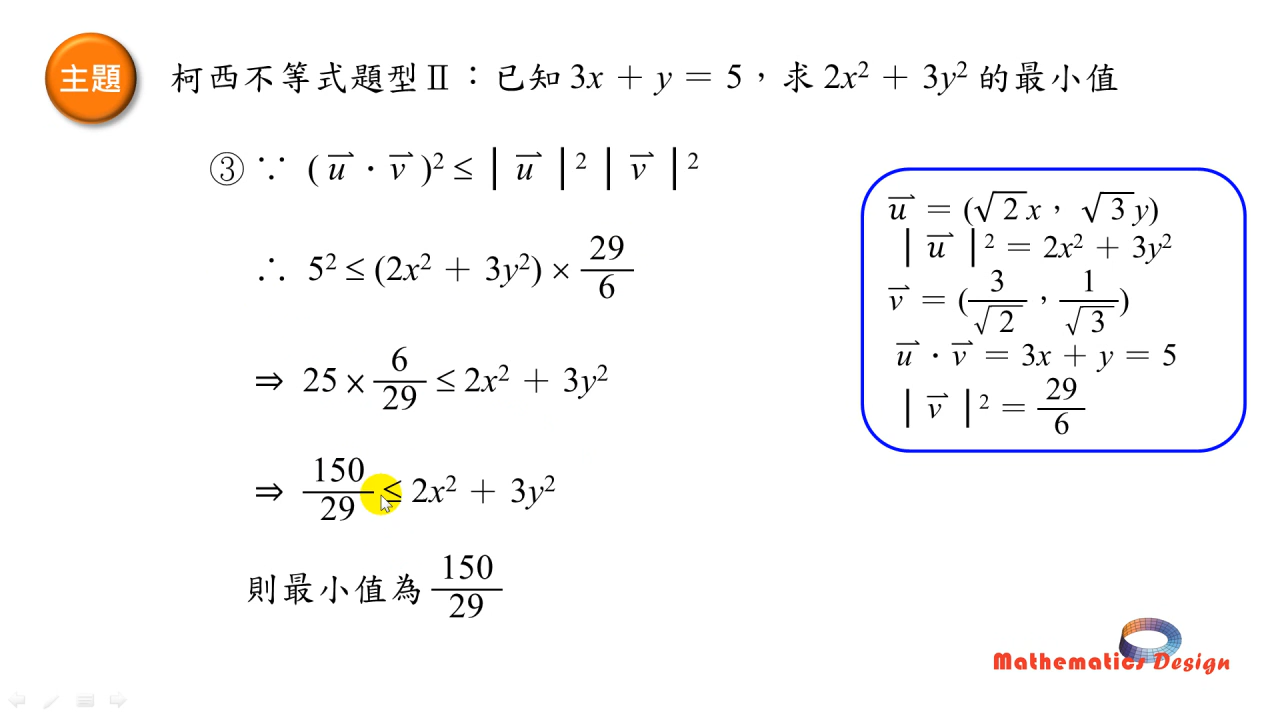 主題
柯西不等式題型Ⅱ：已知 3x + y = 5，求 2x² + 3y² 的最小值
③ ∵ ( u⃗ ⋅ v⃗ )² ≤ | u⃗ |² | v⃗ |²
∴ 5² ≤ (2x² + 3y²) × 29/6
⇒ 25 × 6/29 ≤ 2x² + 3y²
⇒ 150/29 ≤ 2x² + 3y²
則最小值為 150/29
u⃗ = (√2 x， √3 y)
| u⃗ |² = 2x² + 3y²
v⃗ = (3/√2，1/√3)
u⃗ ⋅ v⃗ = 3x + y = 5
| v⃗ |² = 29/6
Mathematics Design